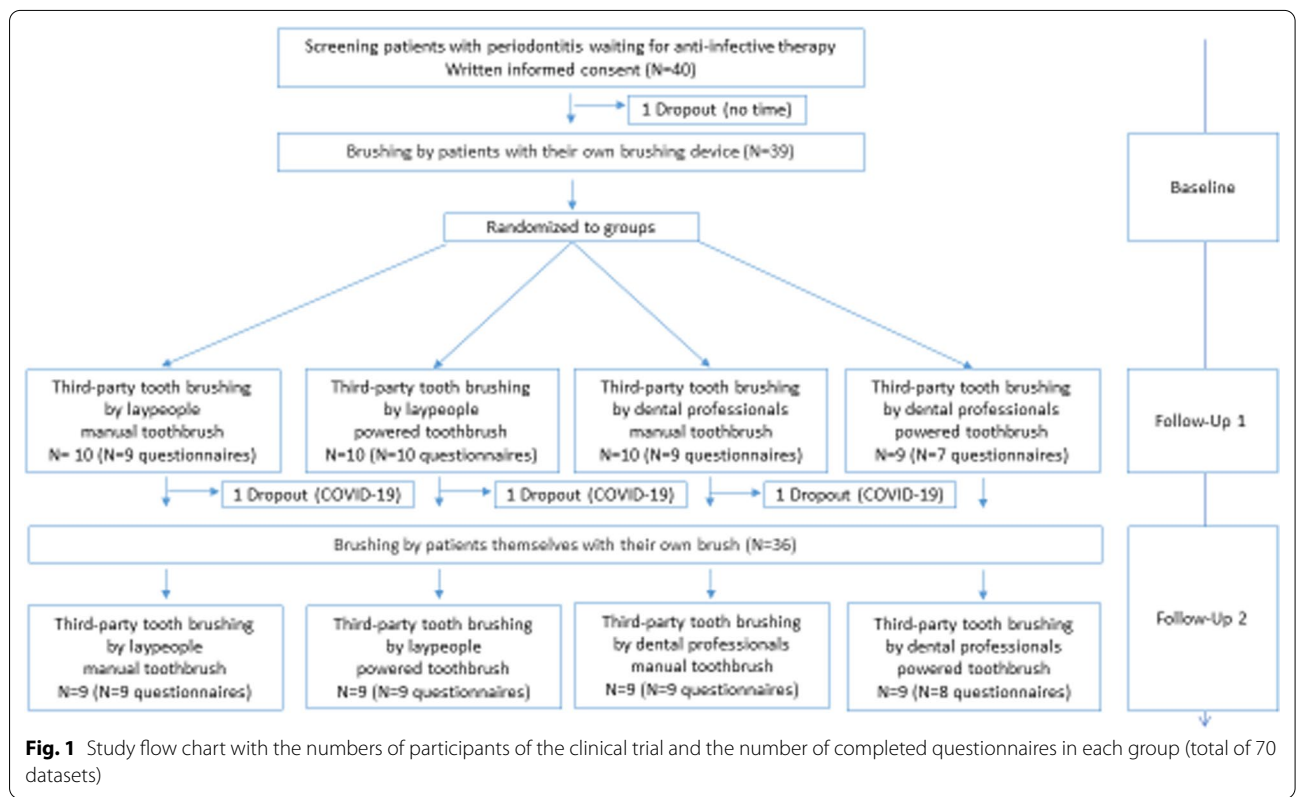 Screening patients with periodontitis waiting for anti-infective therapy
Written informed consent (N=40)
1 Dropout (no time)
Brushing by patients with their own brushing device (N=39)
Baseline
Randomized to groups
Third-party tooth brushing
by laypeople
manual toothbrush
N= 10 (N=9 questionnaires)
Third-party tooth brushing
by laypeople
powered toothbrush
N=10 (N=10 questionnaires)
Third-party tooth brushing
by dental professionals
manual toothbrush
N=10 (N=9 questionnaires)
Third-party tooth brushing
by dental professionals
powered toothbrush
N=9 (N=7 questionnaires)
Follow-Up 1
1 Dropout (COVID-19)
1 Dropout (COVID-19)
1 Dropout (COVID-19)
Brushing by patients themselves with their own brush (N=36)
Third-party tooth brushing
by laypeople
manual toothbrush
N=9 (N=9 questionnaires)
Third-party tooth brushing
by laypeople
powered toothbrush
N=9 (N=9 questionnaires)
Third-party tooth brushing
by dental professionals
manual toothbrush
N=9 (N=9 questionnaires)
Third-party tooth brushing
by dental professionals
powered toothbrush
N=9 (N=8 questionnaires)
Follow-Up 2
Fig. 1 Study flow chart with the numbers of participants of the clinical trial and the number of completed questionnaires in each group (total of 70
datasets)